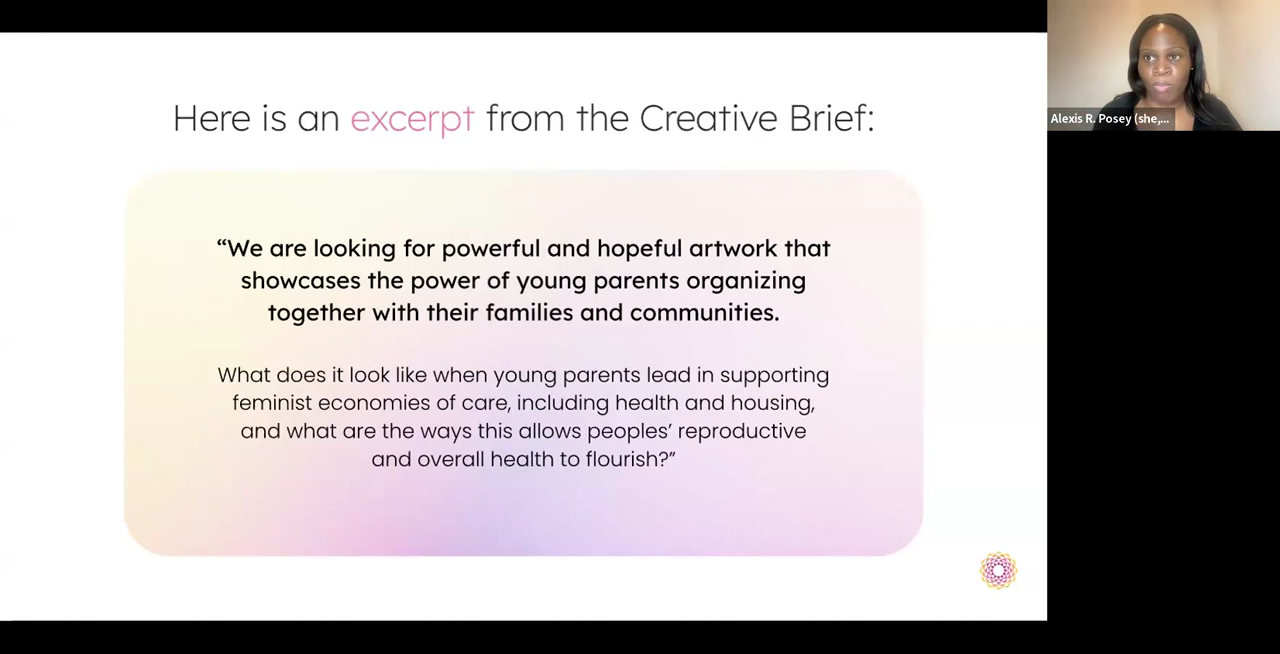 Here is an excerpt from the Creative Brief:
“We are looking for powerful and hopeful artwork that
showcases the power of young parents organizing
together with their families and communities.
What does it look like when young parents lead in supporting
feminist economies of care, including health and housing,
and what are the ways this allows peoples’ reproductive
and overall health to flourish?”
Alexis R. Posey (she,...